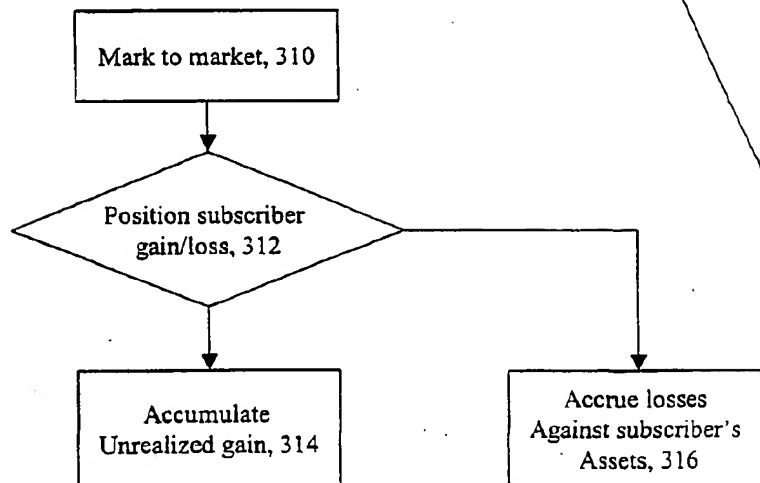 Mark to market, 310
Position subscriber
gain/loss, 312
Accumulate
Unrealized gain, 314
Accrue losses
Against subscriber's
Assets, 316